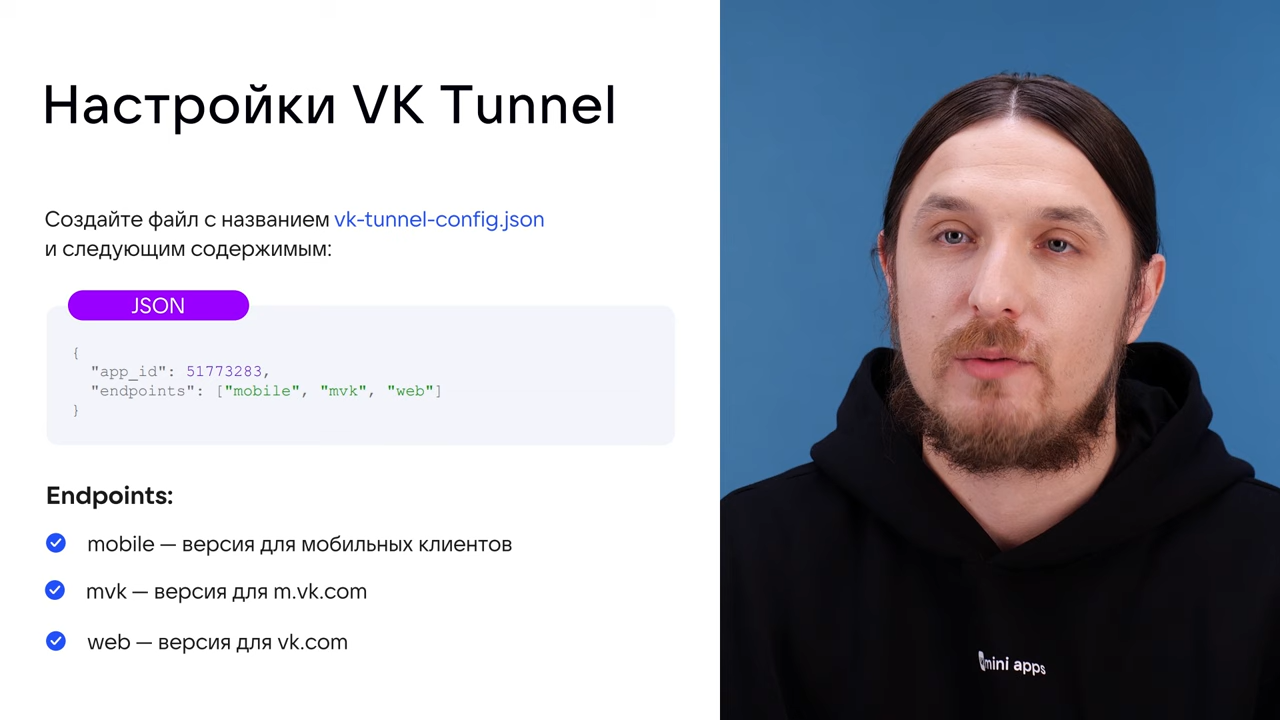 Настройки VK Tunnel
Создайте файл с названием vk-tunnel-config.json
и следующим содержимым:
JSON
{
"app_id": 51773283,
"endpoints": ["mobile", "mvk", "web"]
}
Endpoints:
mobile — версия для мобильных клиентов
mvk — версия для m.vk.com
web — версия для vk.com
mini apps